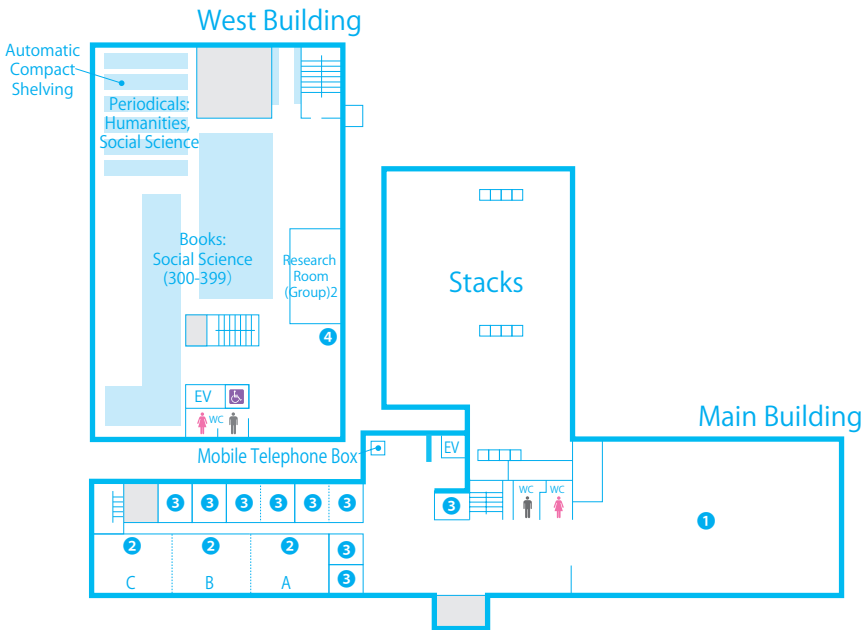 West Building
Automatic
Compact
Shelving
Periodicals:
Humanities,
Social Science
Books:
Social Science
(300-399）
Research
Room
(Group)2
Stacks
4
EV
WC
Main Building
Mobile Telephone Box
EV
WC
WC
3
3
3
3
3
3
3
1
2
2
2
3
C
B
A
3